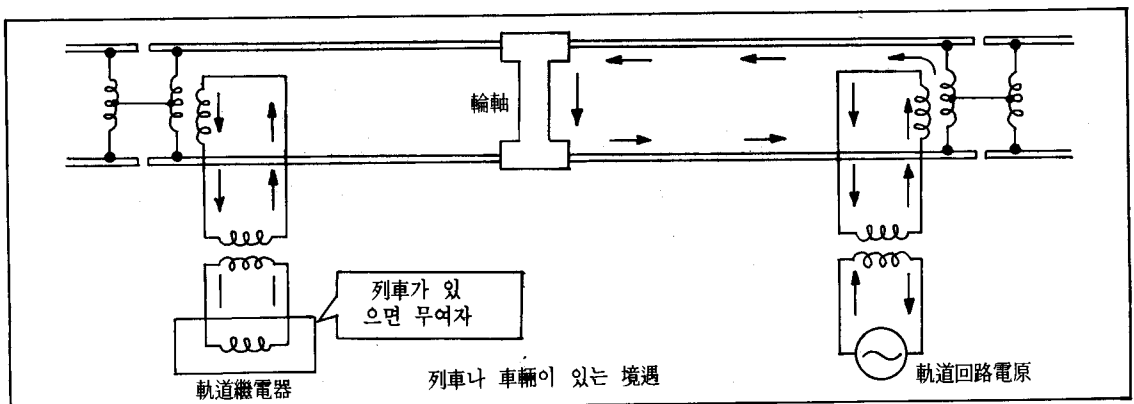 輪軸
列車가 있
으면 무여자
軌道繼電器
列車나 車輛이 있는 境遇
軌道回路電原